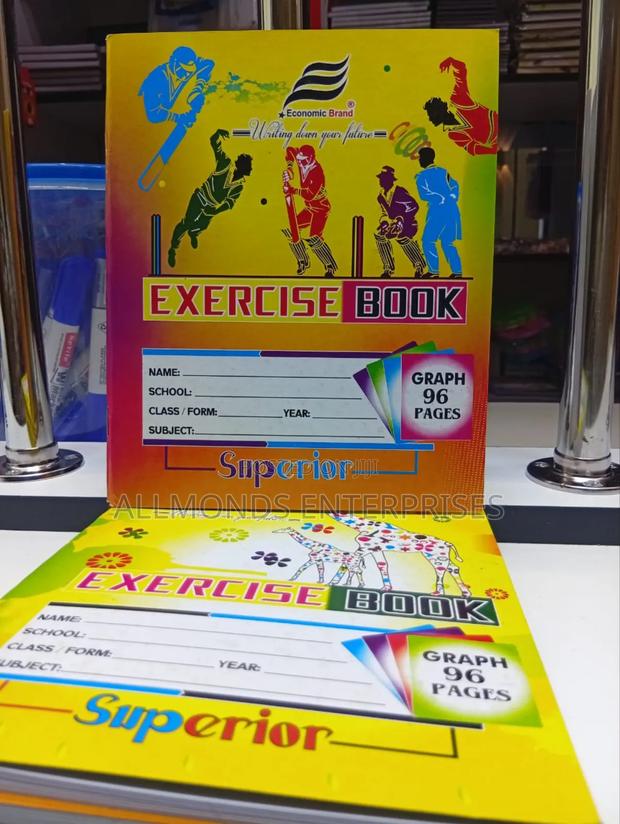 Economic Brand®
Writing down your future
EXERCISE BOOK
NAME:
SCHOOL:
CLASS / FORM: YEAR:
SUBJECT:
GRAPH
96
PAGES
Superior
ALLMONDS ENTERPRISES
EXERCISE BOOK
NAME:
SCHOOL:
CLASS / FORM: YEAR:
SUBJECT:
GRAPH
96
PAGES
Superior